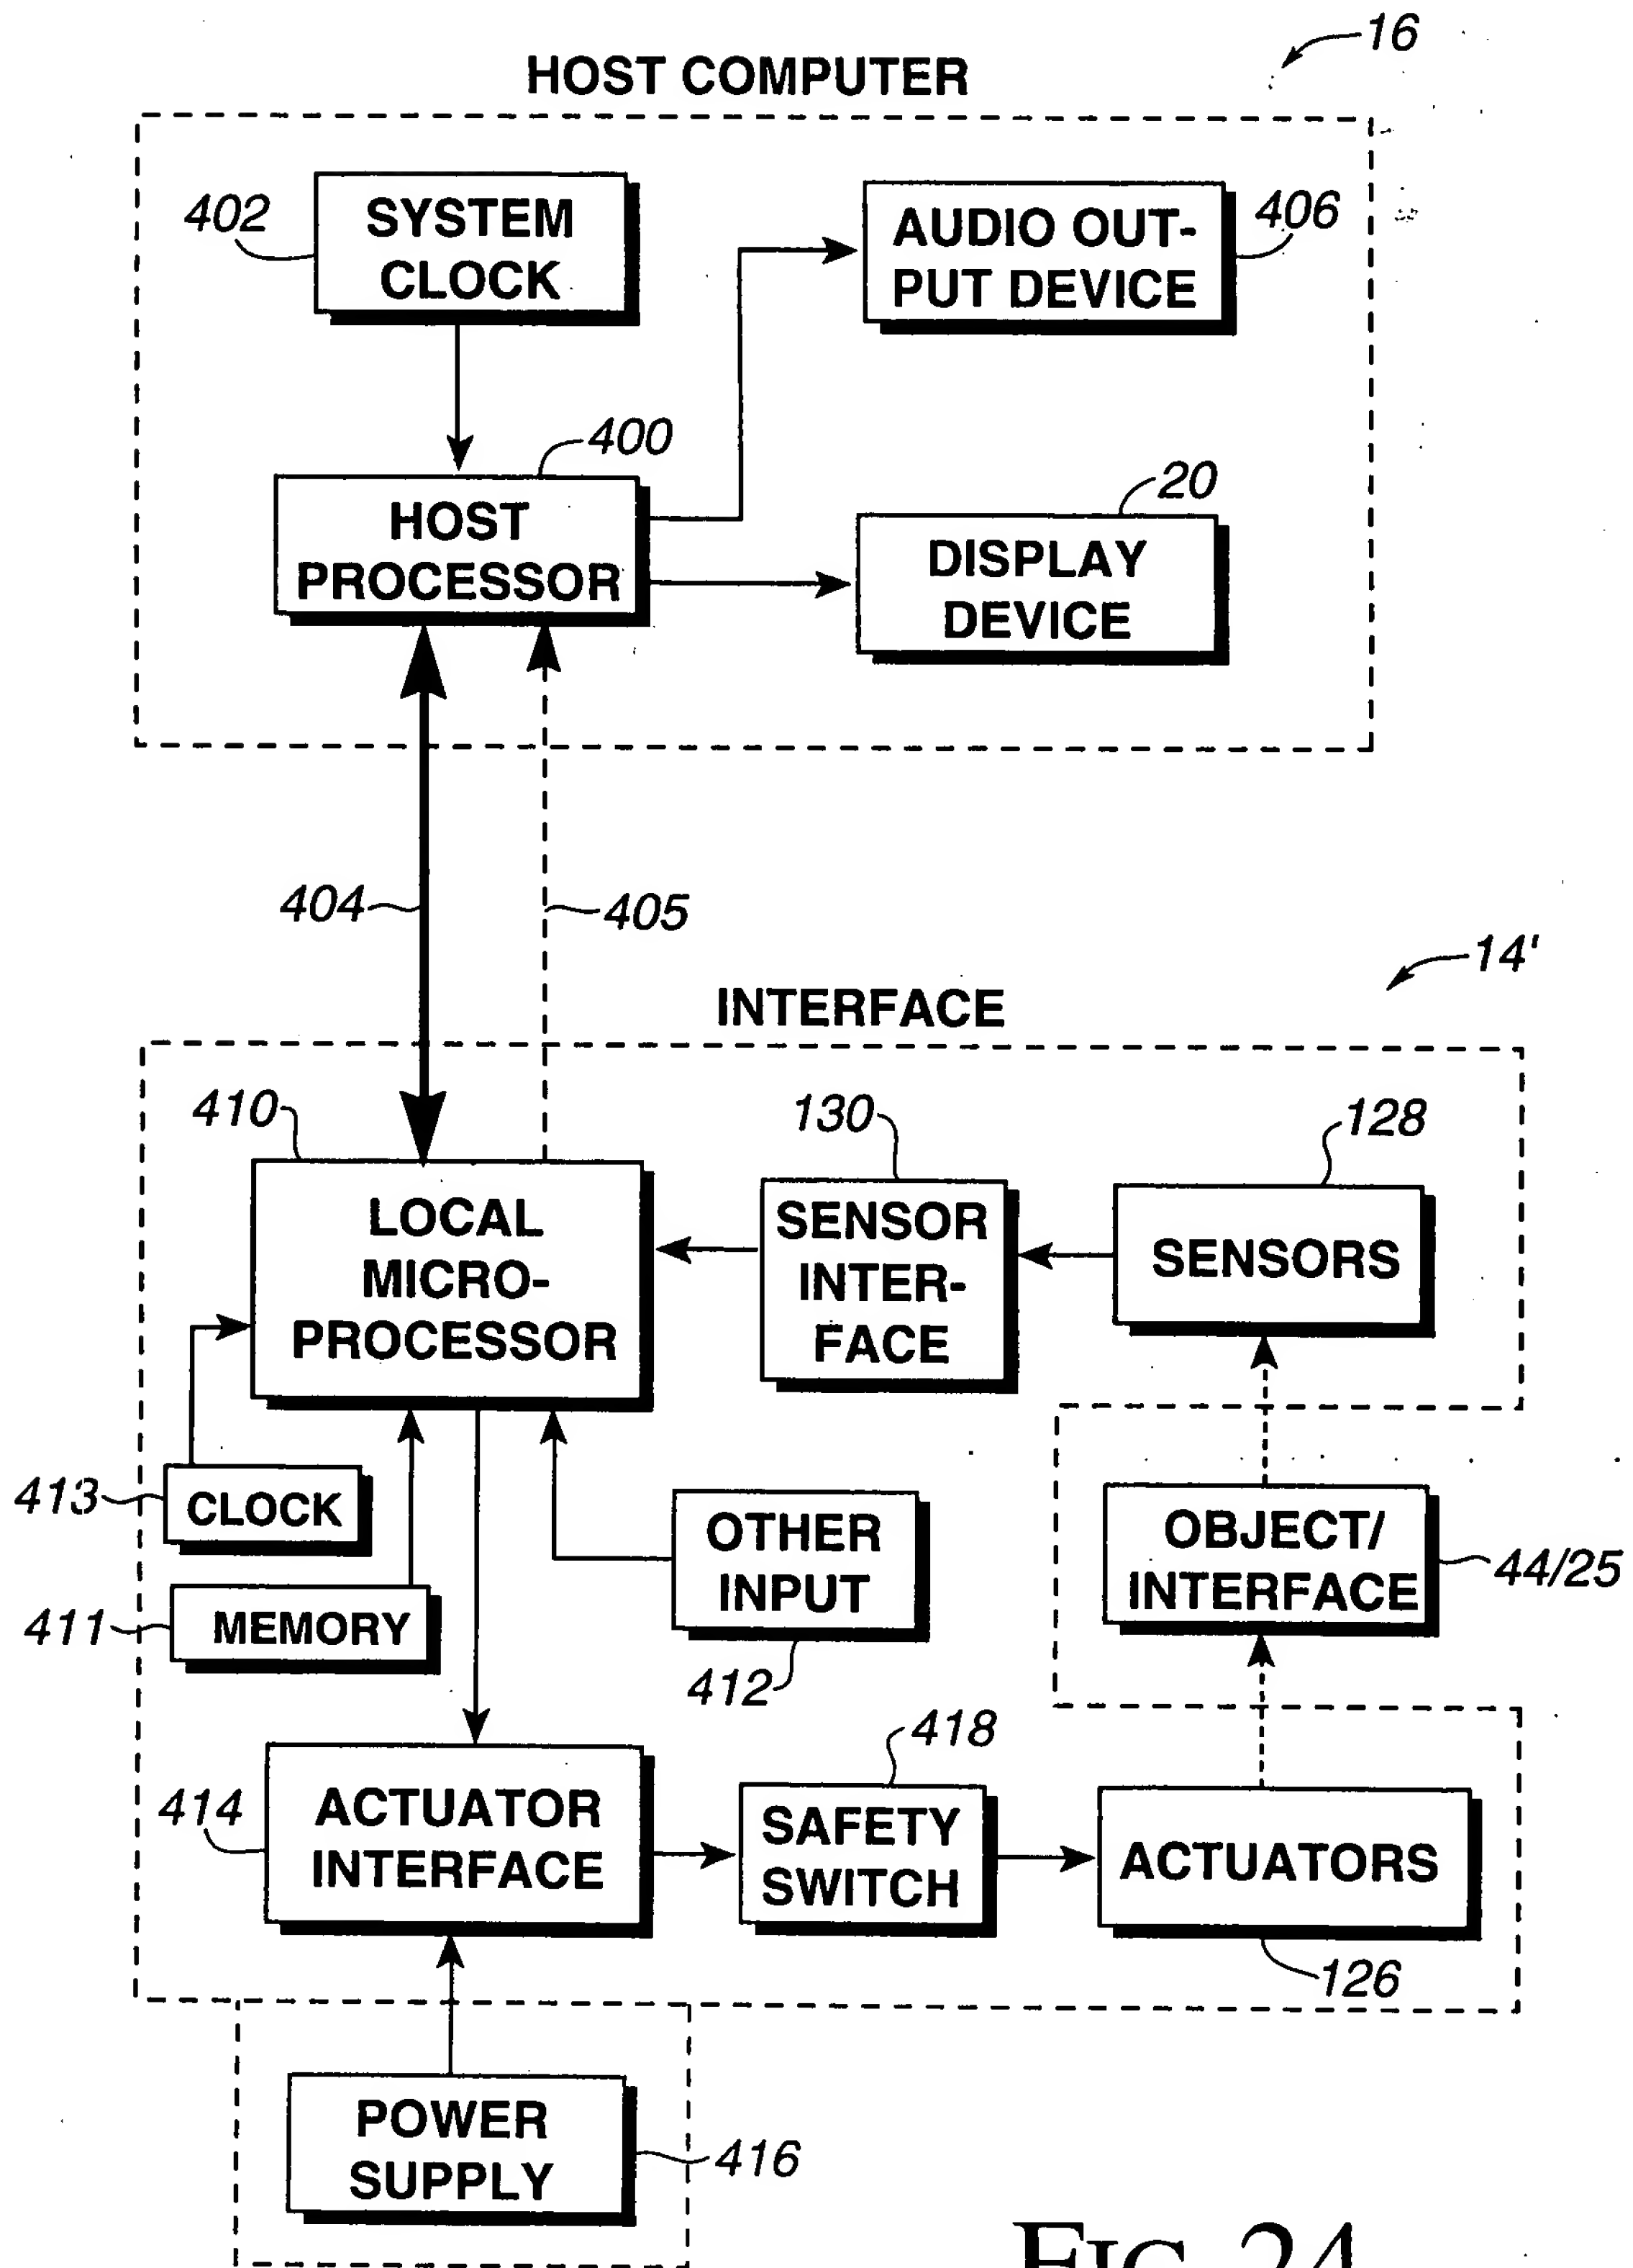 16
HOST COMPUTER
402
SYSTEM
CLOCK
AUDIO OUT-
PUT DEVICE
406
400
HOST
PROCESSOR
20
DISPLAY
DEVICE
404
405
14'
INTERFACE
410
130
128
LOCAL
MICRO-
PROCESSOR
SENSOR
INTER-
FACE
SENSORS
413
CLOCK
OTHER
INPUT
OBJECT/
INTERFACE
44/25
411
MEMORY
412
418
414
ACTUATOR
INTERFACE
SAFETY
SWITCH
ACTUATORS
126
POWER
SUPPLY
416
FIG. 24